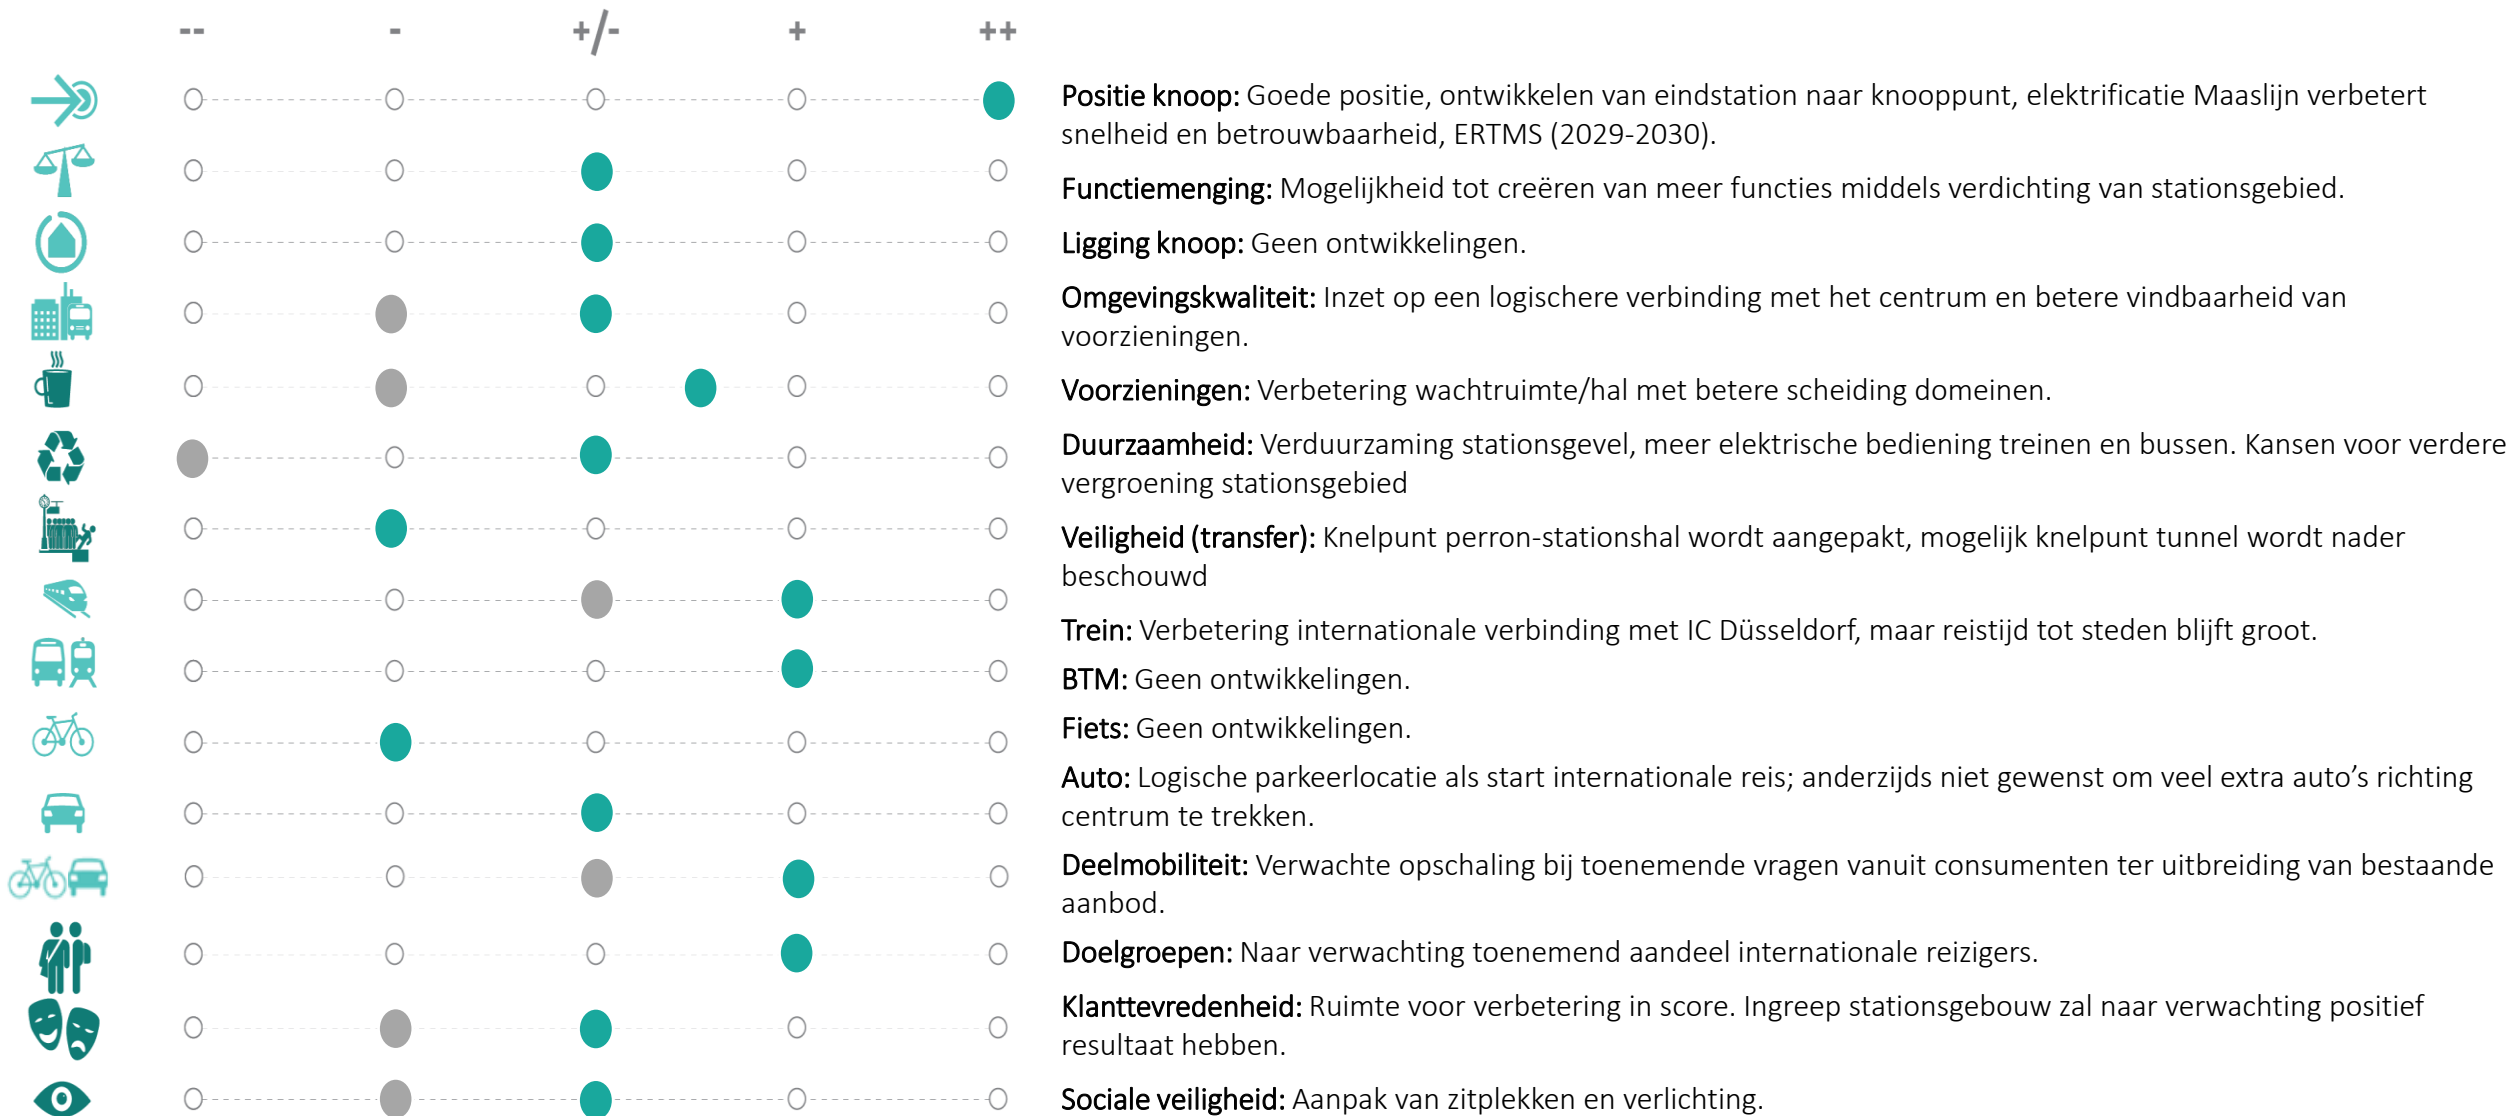 -- - +/- + ++
Positie knoop: Goede positie, ontwikkelen van eindstation naar knooppunt, elektrificatie Maaslijn verbetert
snelheid en betrouwbaarheid, ERTMS (2029-2030).
Functiemenging: Mogelijkheid tot creëren van meer functies middels verdichting van stationsgebied.
Ligging knoop: Geen ontwikkelingen.
Omgevingskwaliteit: Inzet op een logischere verbinding met het centrum en betere vindbaarheid van
voorzieningen.
Voorzieningen: Verbetering wachtruimte/hal met betere scheiding domeinen.
Duurzaamheid: Verduurzaming stationsgevel, meer elektrische bediening treinen en bussen. Kansen voor verdere
vergroening stationsgebied
Veiligheid (transfer): Knelpunt perron-stationshal wordt aangepakt, mogelijk knelpunt tunnel wordt nader
beschouwd
Trein: Verbetering internationale verbinding met IC Düsseldorf, maar reistijd tot steden blijft groot.
BTM: Geen ontwikkelingen.
Fiets: Geen ontwikkelingen.
Auto: Logische parkeerlocatie als start internationale reis; anderzijds niet gewenst om veel extra auto’s richting
centrum te trekken.
Deelmobiliteit: Verwachte opschaling bij toenemende vragen vanuit consumenten ter uitbreiding van bestaande
aanbod.
Doelgroepen: Naar verwachting toenemend aandeel internationale reizigers.
Klanttevredenheid: Ruimte voor verbetering in score. Ingreep stationsgebouw zal naar verwachting positief
resultaat hebben.
Sociale veiligheid: Aanpak van zitplekken en verlichting.